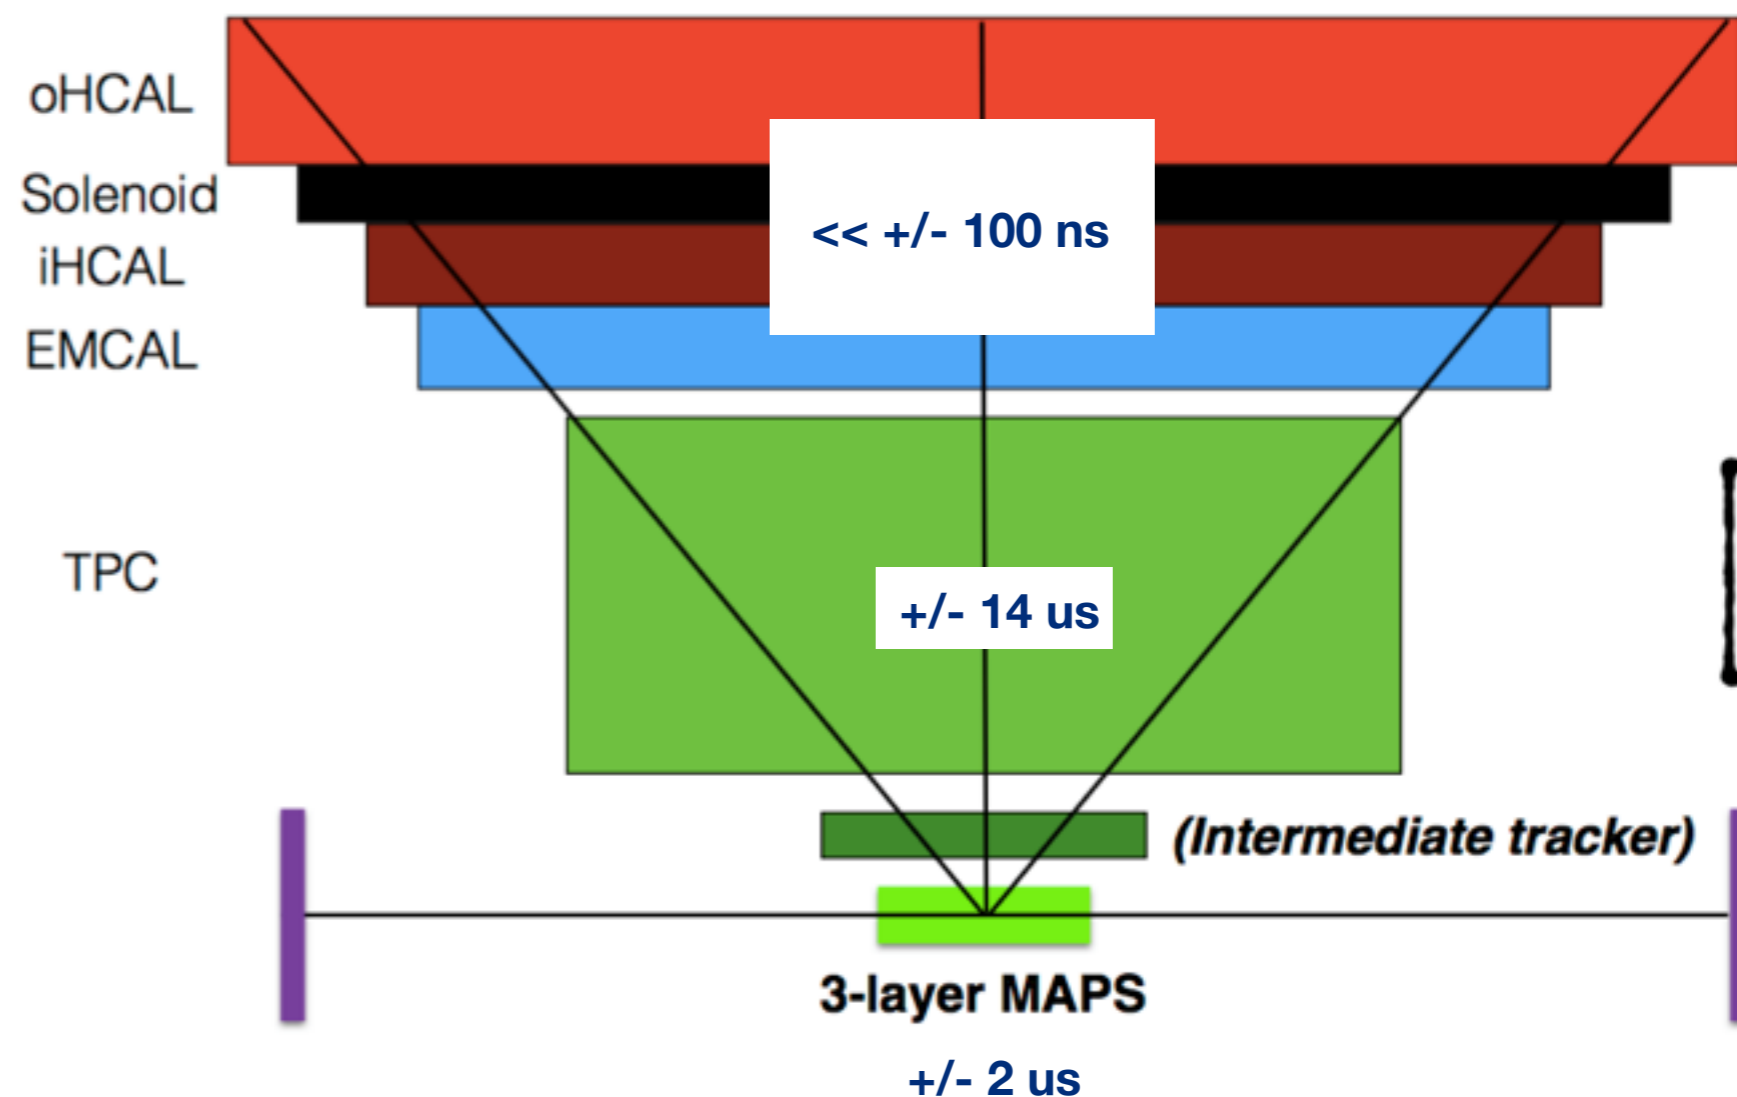 oHCAL
Solenoid
<< +/- 100 ns
iHCAL
EMCAL
TPC
+/- 14 us
(Intermediate tracker)
3-layer MAPS
+/- 2 us